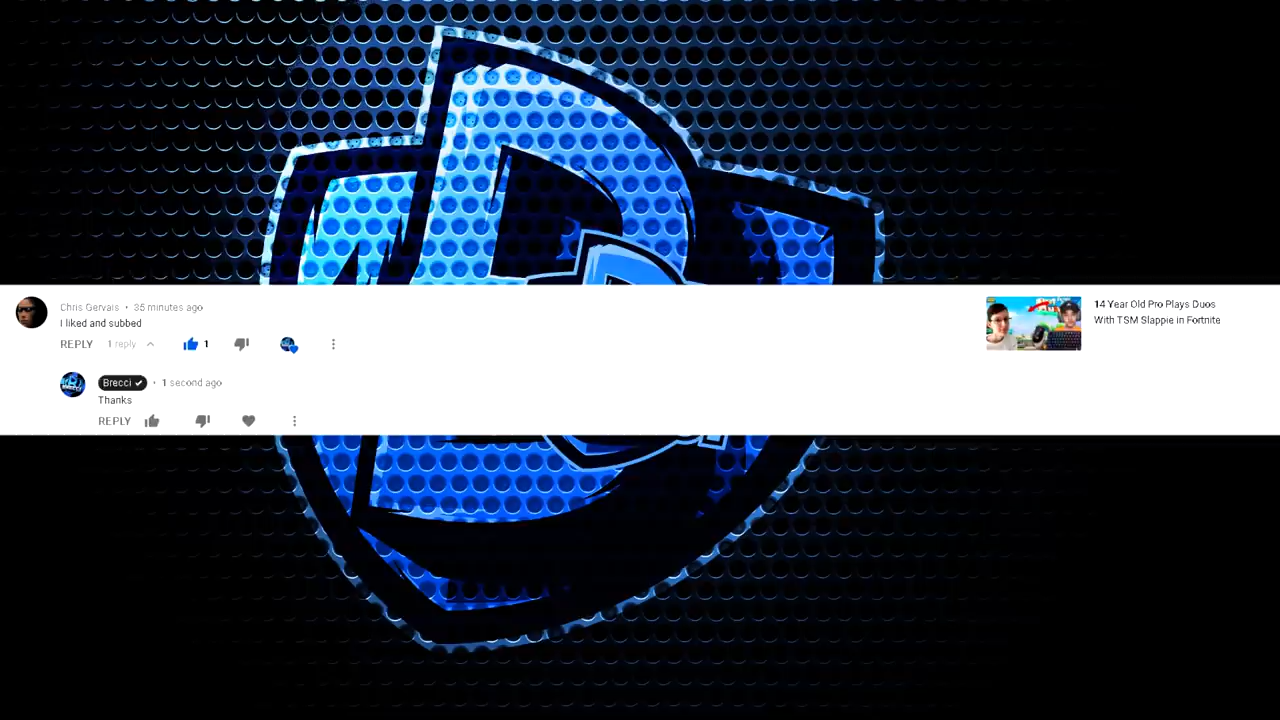 Chris Gervais • 35 minutes ago
I liked and subbed
REPLY 1 reply 1
Brecci • 1 second ago
Thanks
REPLY
14 Year Old Pro Plays Duos
With TSM Slappie in Fortnite